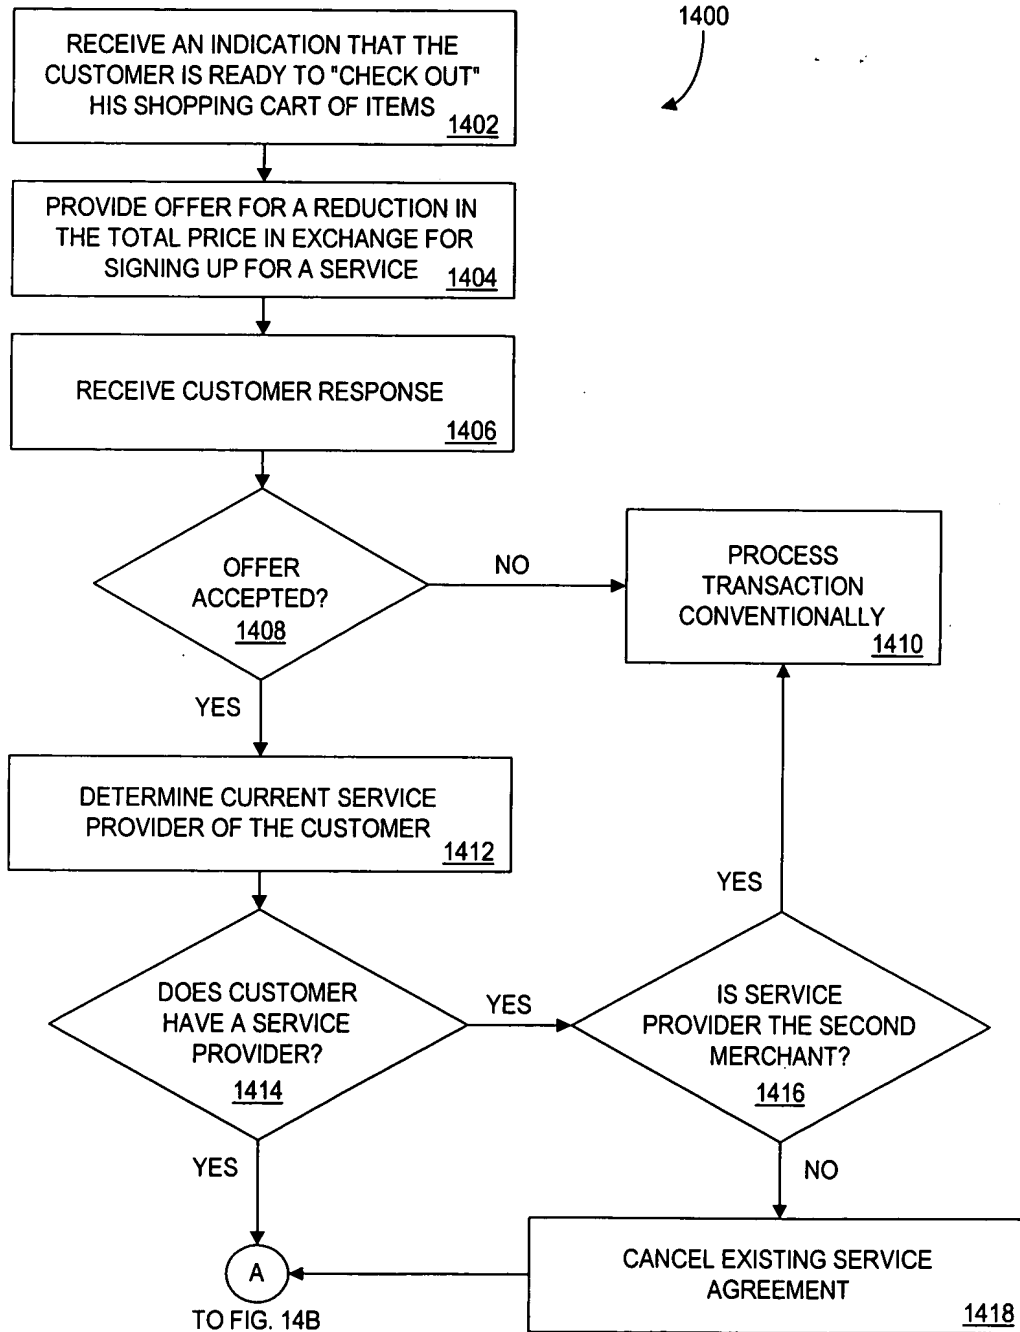 1400
RECEIVE AN INDICATION THAT THE
CUSTOMER IS READY TO "CHECK OUT"
HIS SHOPPING CART OF ITEMS
1402
PROVIDE OFFER FOR A REDUCTION IN
THE TOTAL PRICE IN EXCHANGE FOR
SIGNING UP FOR A SERVICE
1404
RECEIVE CUSTOMER RESPONSE
1406
OFFER
ACCEPTED?
1408
NO
PROCESS
TRANSACTION
CONVENTIONALLY
1410
YES
DETERMINE CURRENT SERVICE
PROVIDER OF THE CUSTOMER
1412
DOES CUSTOMER
HAVE A SERVICE
PROVIDER?
1414
YES
IS SERVICE
PROVIDER THE SECOND
MERCHANT?
1416
YES
YES
NO
CANCEL EXISTING SERVICE
AGREEMENT
1418
A
TO FIG. 14B